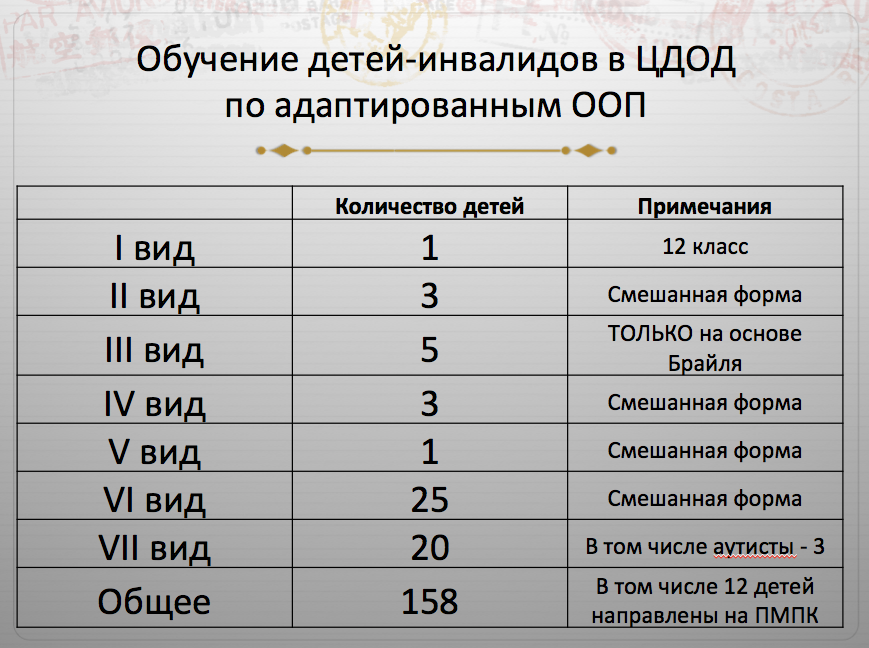 Обучение детей-инвалидов в ЦДОД
по адаптированным ООП
Количество детей Примечания
I вид 1 12 класс
II вид 3 Смешанная форма
III вид 5 ТОЛЬКО на основе
Брайля
IV вид 3 Смешанная форма
V вид 1 Смешанная форма
VI вид 25 Смешанная форма
VII вид 20 В том числе аутисты - 3
Общее 158 В том числе 12 детей
направлены на ПМПК